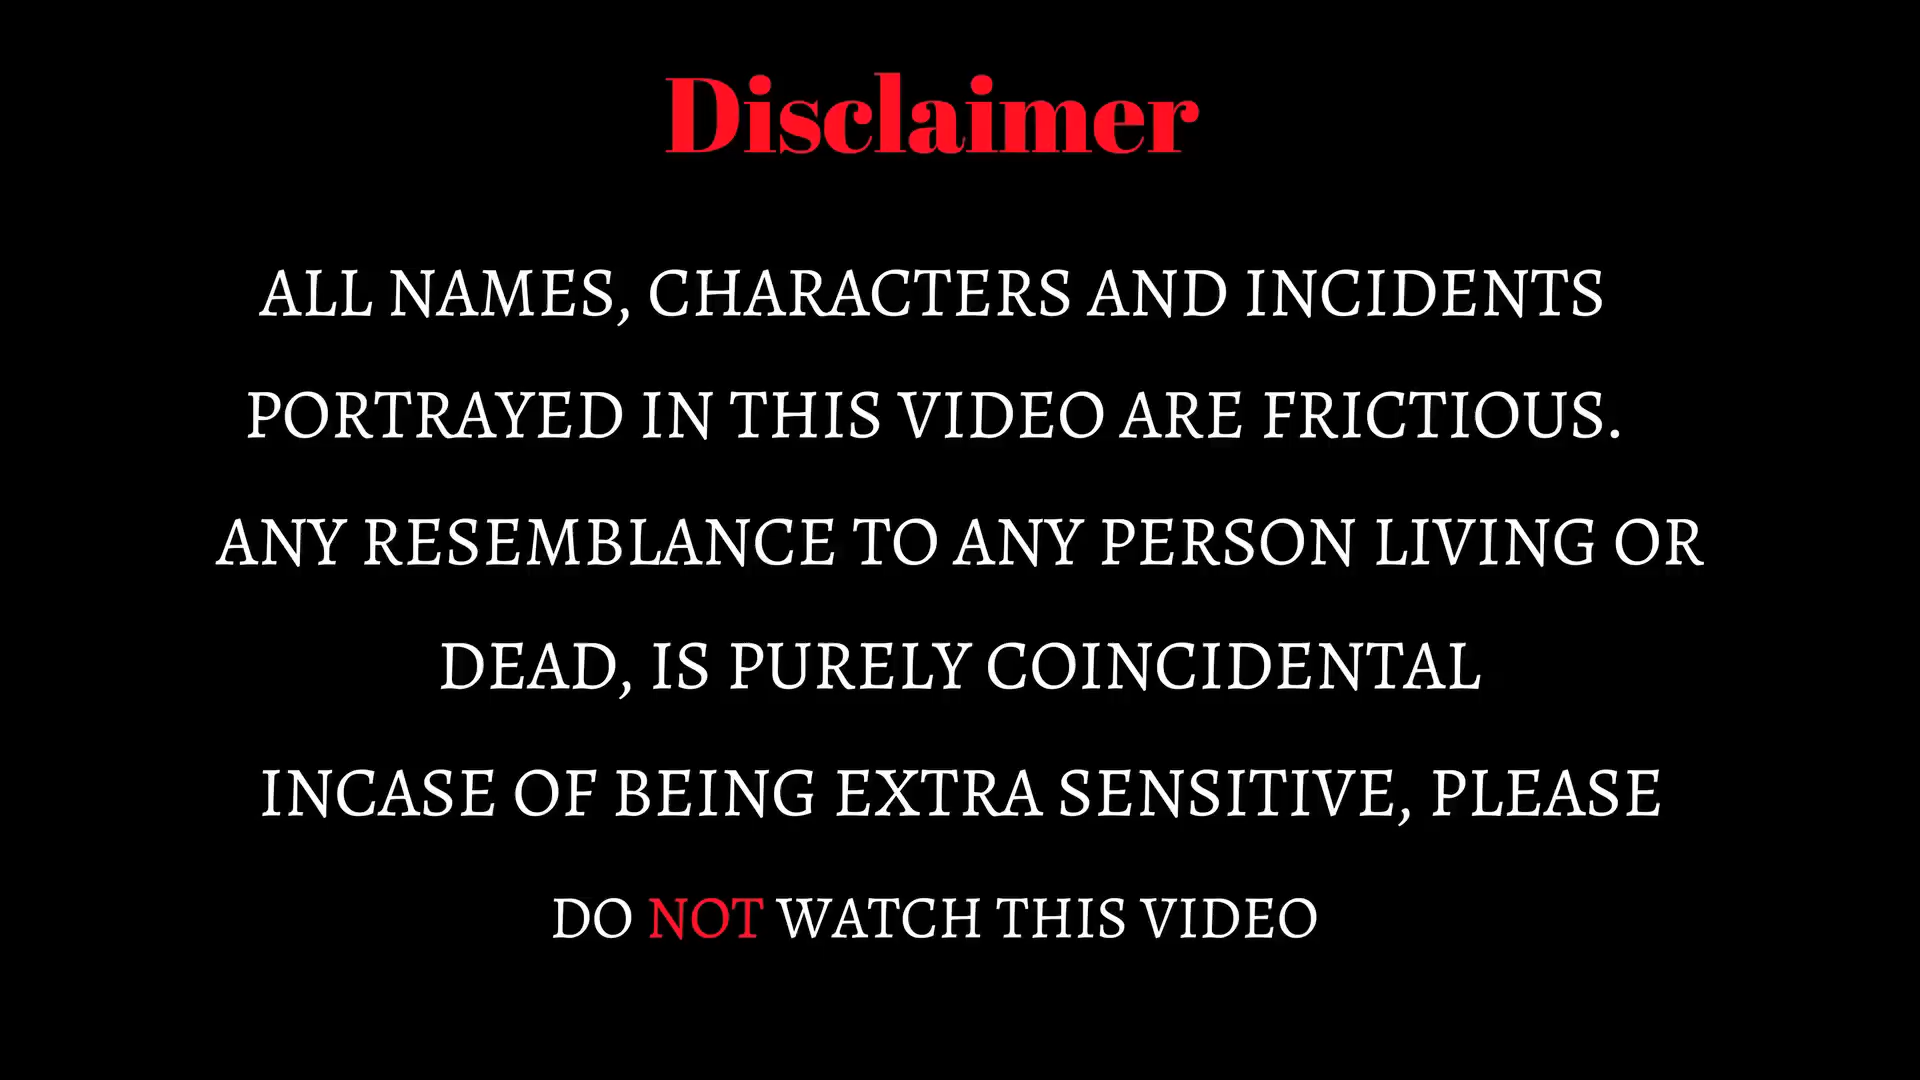 Disclaimer
ALL NAMES, CHARACTERS AND INCIDENTS
PORTRAYED IN THIS VIDEO ARE FRICTIOUS.
ANY RESEMBLANCE TO ANY PERSON LIVING OR
DEAD, IS PURELY COINCIDENTAL
INCASE OF BEING EXTRA SENSITIVE, PLEASE
DO NOT WATCH THIS VIDEO